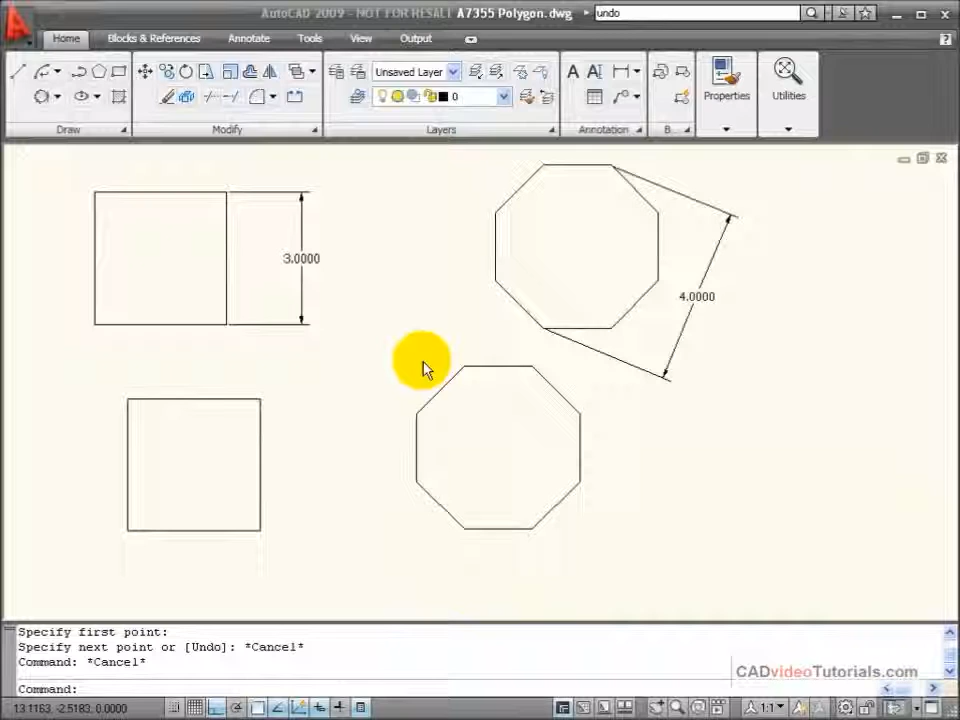 AutoCAD 2009 - NOT FOR RESALE A7355 Polygon.dwg
undo
Home Blocks & References Annotate Tools View Output
Unsaved Layer
0
Properties
Utilities
Draw Modify Layers Annotation B...
3.0000
4.0000
Specify first point:
Specify next point or [Undo]: *Cancel*
Command: *Cancel*
Command:
CADvideoTutorials.com
13.1163, -2.5183, 0.0000
1:1